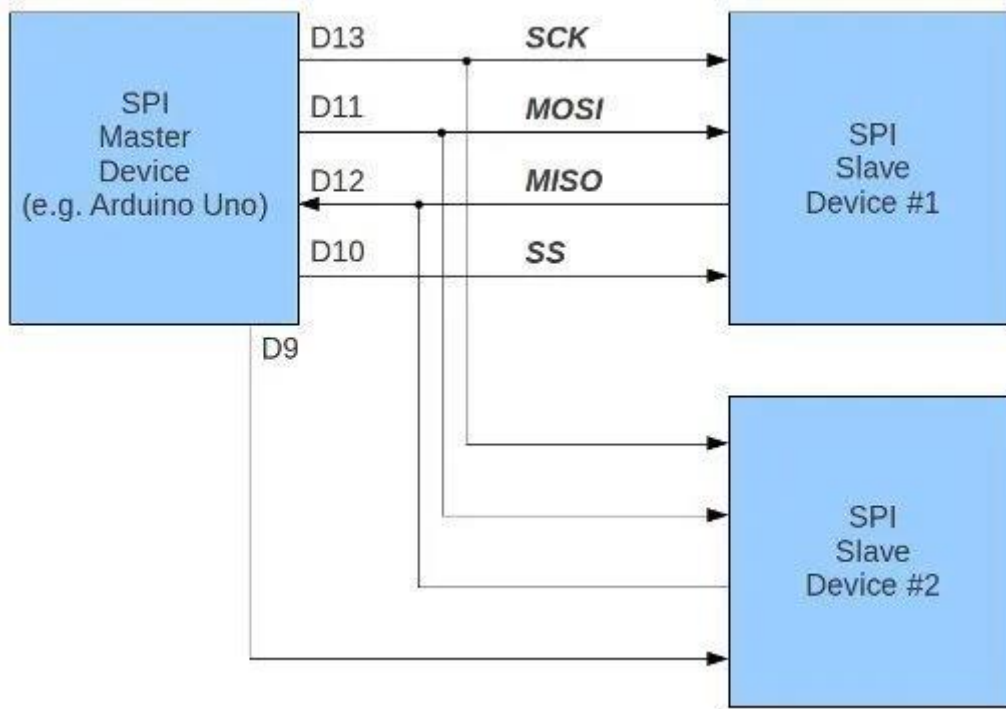 SPI
Master
Device
(e.g. Arduino Uno)
D13
SCK
D11
MOSI
D12
MISO
D10
SS
D9
SPI
Slave
Device #1
SPI
Slave
Device #2